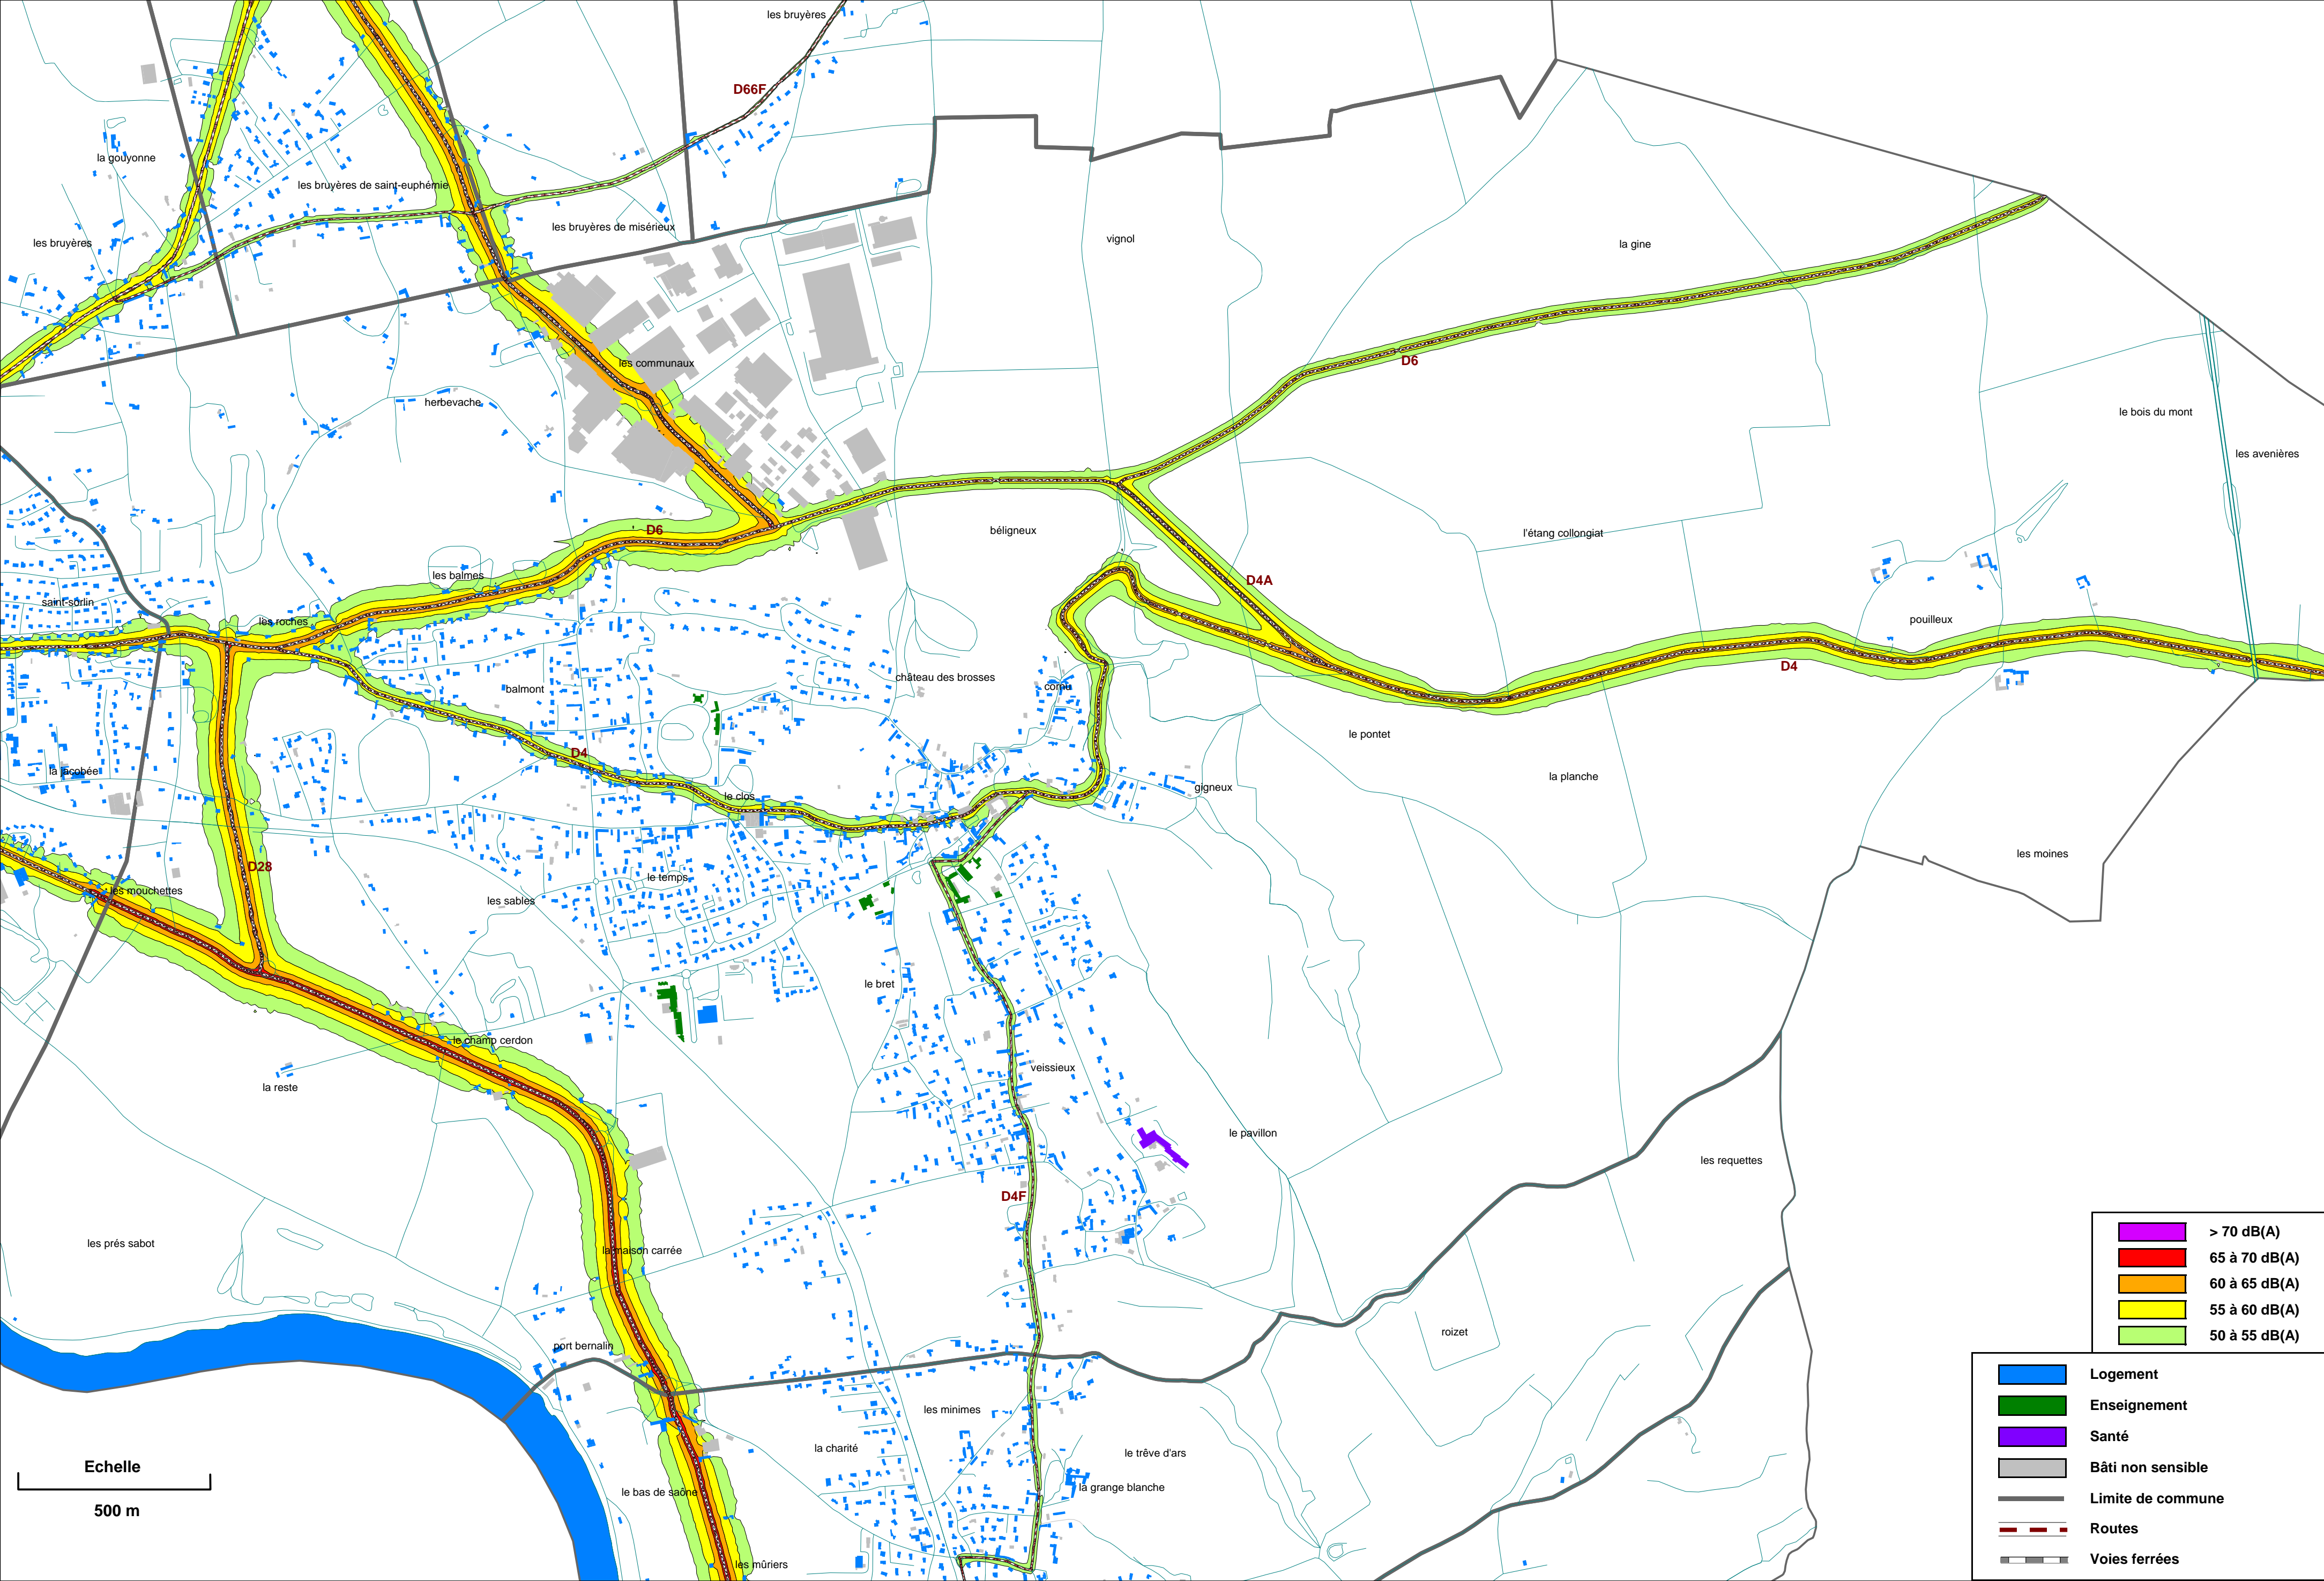 les bruyères
D66F
la gouyonne
les bruyères de saint-euphémie
les bruyères de misérieux
les bruyères
vignol
la gine
les communaux
D6
herbevache
le bois du mont
les avenières
D6
béligneux
l'étang collongiat
les balmes
D4A
saint-sorlin
les roches
pouilleux
D4
château des brosses
cornu
balmont
le pontet
D4
la jacobée
la planche
gigneux
le clos
les moines
D28
le temps
les mouchettes
les sables
le bret
le champ cerdon
veissieux
la reste
le pavillon
les requettes
D4F
les prés sabot
la maison carrée
port bernalin
roizet
les minimes
la charité
le trêve d'ars
la grange blanche
le bas de saône
les mûriers
Echelle
500 m
> 70 dB(A)
65 à 70 dB(A)
60 à 65 dB(A)
55 à 60 dB(A)
50 à 55 dB(A)
Logement
Enseignement
Santé
Bâti non sensible
Limite de commune
Routes
Voies ferrées